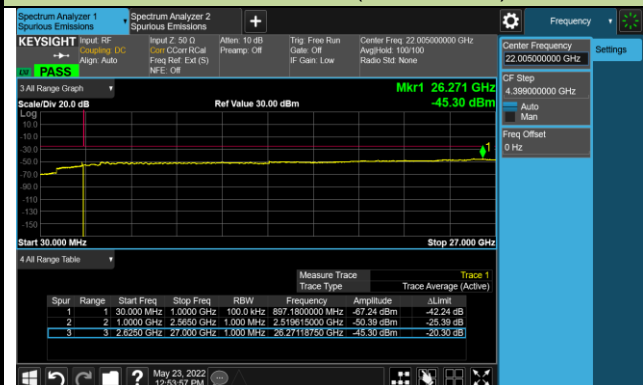 Spectrum Analyzer 1
Spurious Emissions
Spectrum Analyzer 2
Spurious Emissions
+
Frequency
KEYSIGHT
Input: RF
Coupling: DC
Align: Auto
Input Z: 50 Ω
Corr CCorr RCal
Freq Ref: Ext (S)
NFE: Off
Atten: 10 dB
Preamp: Off
Trig: Free Run
Gate: Off
IF Gain: Low
Center Freq: 22.005000000 GHz
Avg|Hold: 100/100
Radio Std: None
PASS
Center Frequency
22.005000000 GHz
Settings
CF Step
4.399000000 GHz
Auto
Man
Freq Offset
0 Hz
3 All Range Graph
Mkr1 26.271 GHz
Scale/Div 20.0 dB
Ref Value 30.00 dBm
-45.30 dBm
Log
10.0
-10.0
-30.0
-50.0
-70.0
-90.0
-110
-130
-150
1
Start 30.000 MHz
Stop 27.000 GHz
4 All Range Table
Measure Trace Trace 1
Trace Type Trace Average (Active)
Spur Range Start Freq Stop Freq RBW Frequency Amplitude ΔLimit
1 1 30.000 MHz 1.0000 GHz 100.0 kHz 897.1800000 MHz -67.24 dBm -42.24 dB
2 2 1.0000 GHz 2.5650 GHz 1.000 MHz 2.519615000 GHz -50.39 dBm -25.39 dB
3 3 2.6250 GHz 27.000 GHz 1.000 MHz 26.27118750 GHz -45.30 dBm -20.30 dB
May 23, 2022
12:53:57 PM